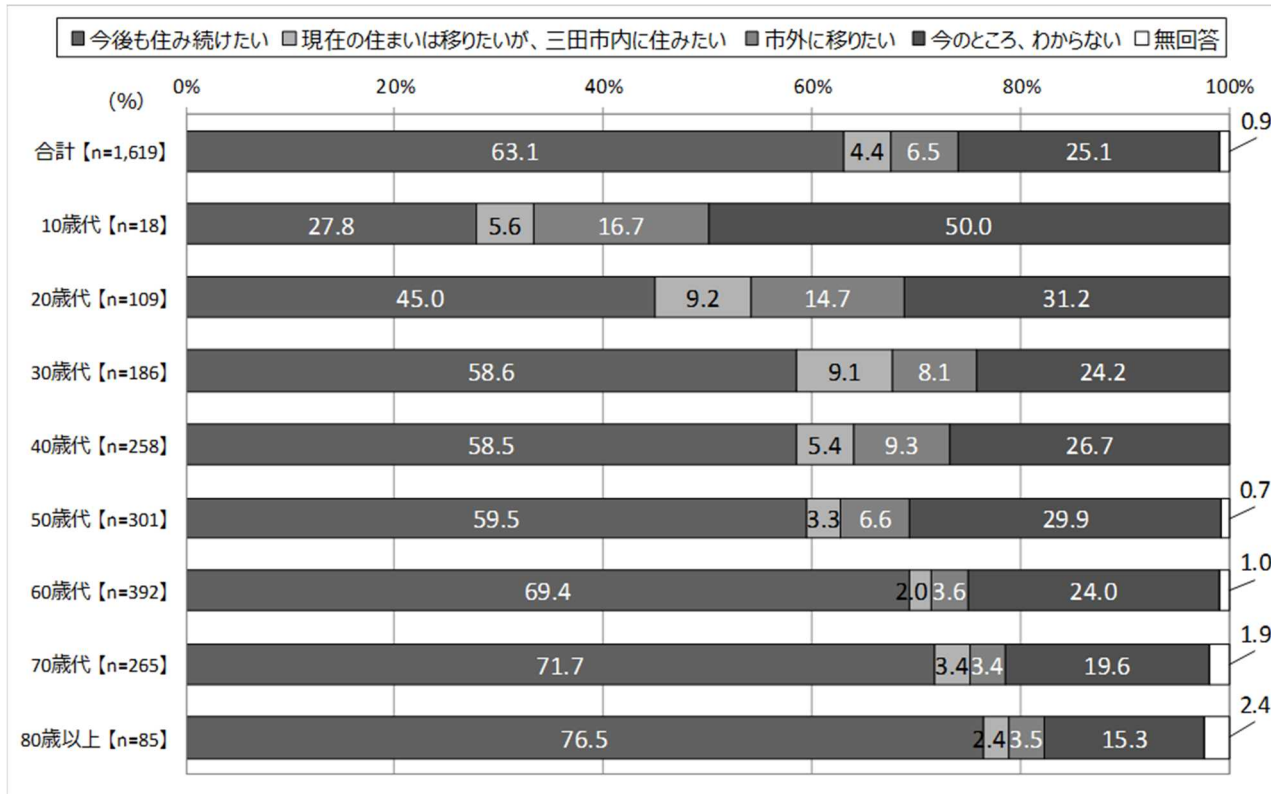 今後も住み続けたい 現在の住まいは移りたいが、三田市内に住みたい 市外に移りたい 今のところ、わからない 無回答
0% 20% 40% 60% 80% 100%
(%)
合計【n=1,619】 63.1 4.4 6.5 25.1 0.9
10歳代【n=18】 27.8 5.6 16.7 50.0
20歳代【n=109】 45.0 9.2 14.7 31.2
30歳代【n=186】 58.6 9.1 8.1 24.2
40歳代【n=258】 58.5 5.4 9.3 26.7
50歳代【n=301】 59.5 3.3 6.6 29.9 0.7
60歳代【n=392】 69.4 2.0 3.6 24.0 1.0
70歳代【n=265】 71.7 3.4 3.4 19.6 1.9
80歳以上【n=85】 76.5 2.4 3.5 15.3 2.4